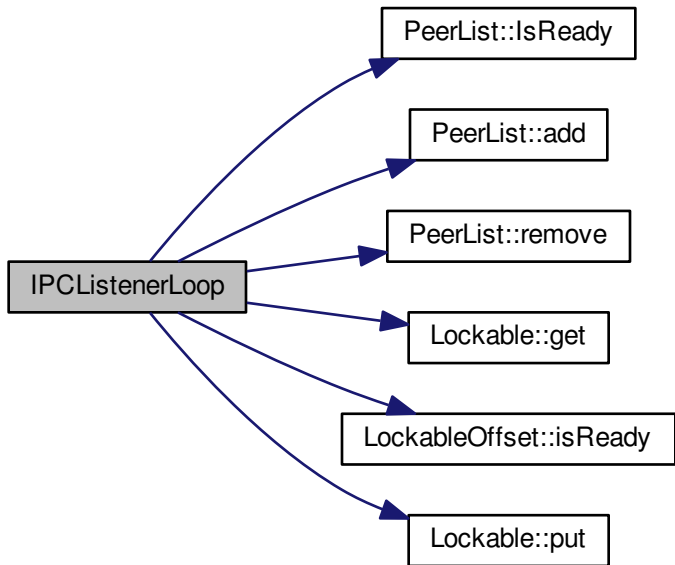 PeerList::IsReady
PeerList::add
PeerList::remove
IPCListenerLoop
Lockable::get
LockableOffset::isReady
Lockable::put